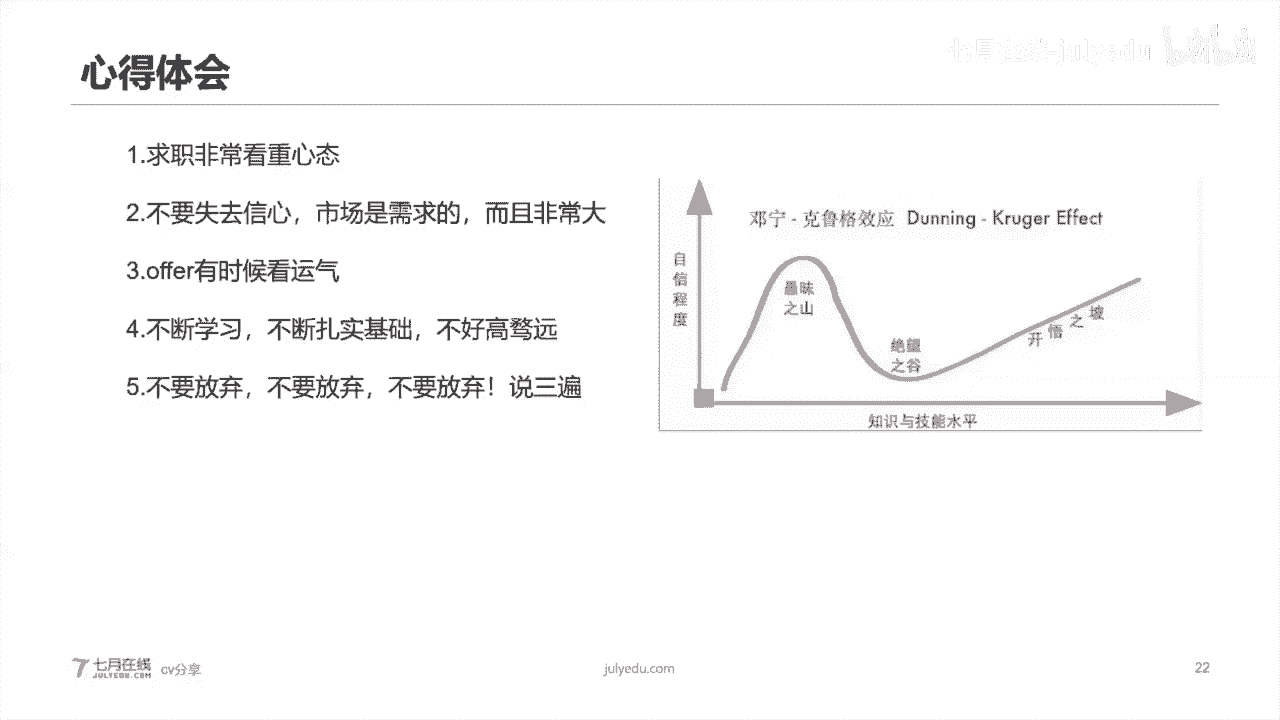 心得体会
七月在线-julyedu bilibili
1.求职非常看重心态
2.不要失去信心，市场是需求的，而且非常大
3.offer有时候看运气
4.不断学习，不断扎实基础，不好高骛远
5.不要放弃，不要放弃，不要放弃！说三遍
邓宁 - 克鲁格效应 Dunning - Kruger Effect
自信程度
愚昧
之山
绝望
之谷
开悟之坡
知识与技能水平
七月在线
JULYEDU.COM
cv分享
julyedu.com
22